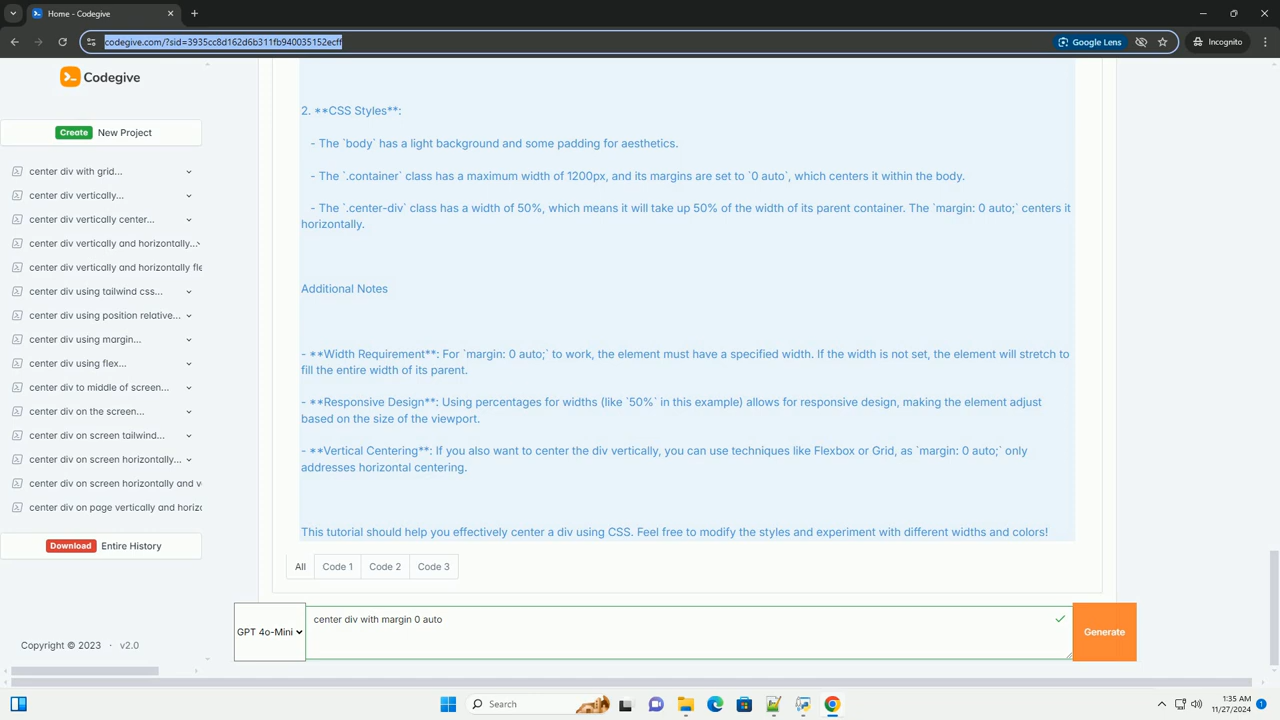 Home - Codegive
codegive.com/?sid=3935cc8d162d6b311fb940035152ecff
Google Lens
Incognito
Codegive
Create New Project
center div with grid...
center div vertically...
center div vertically center...
center div vertically and horizontally...
center div vertically and horizontally fle
center div using tailwind css...
center div using position relative...
center div using margin...
center div using flex...
center div to middle of screen...
center div on the screen...
center div on screen tailwind...
center div on screen horizontally...
center div on screen horizontally and v
center div on page vertically and horizo
Download Entire History
Copyright © 2023 · v2.0
2. **CSS Styles**:
- The `body` has a light background and some padding for aesthetics.
- The `.container` class has a maximum width of 1200px, and its margins are set to `0 auto`, which centers it within the body.
- The `.center-div` class has a width of 50%, which means it will take up 50% of the width of its parent container. The `margin: 0 auto;` centers it
horizontally.
Additional Notes
- **Width Requirement**: For `margin: 0 auto;` to work, the element must have a specified width. If the width is not set, the element will stretch to
fill the entire width of its parent.
- **Responsive Design**: Using percentages for widths (like `50%` in this example) allows for responsive design, making the element adjust
based on the size of the viewport.
- **Vertical Centering**: If you also want to center the div vertically, you can use techniques like Flexbox or Grid, as `margin: 0 auto;` only
addresses horizontal centering.
This tutorial should help you effectively center a div using CSS. Feel free to modify the styles and experiment with different widths and colors!
All Code 1 Code 2 Code 3
GPT 4o-Mini
center div with margin 0 auto
Generate
Search
1:35 AM
11/27/2024